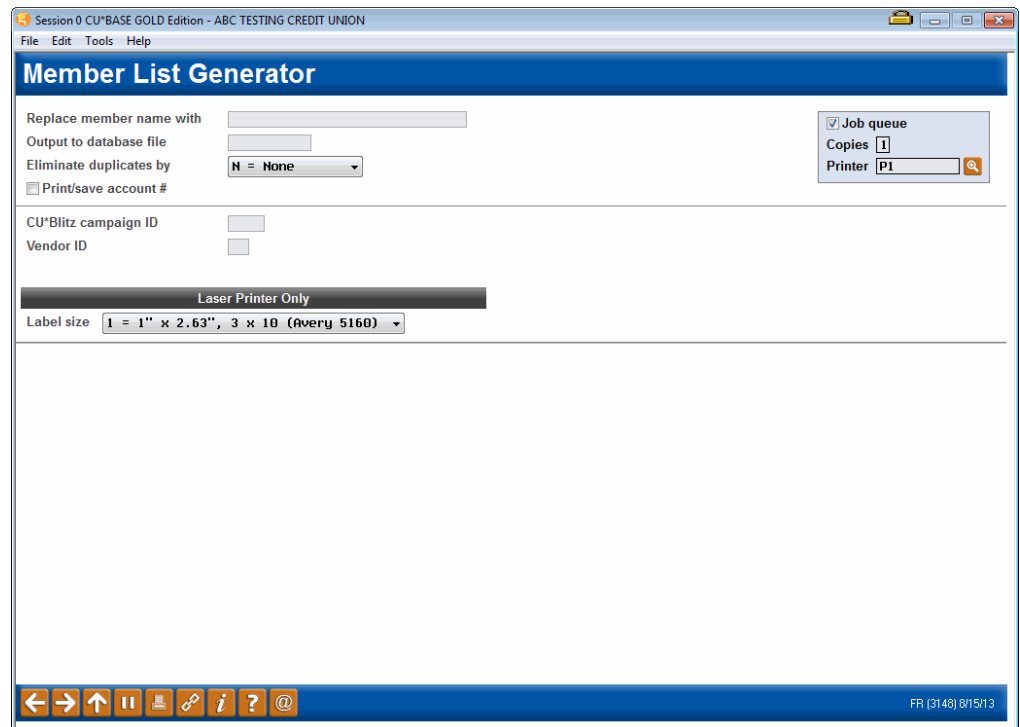 Session 0 CU*BASE GOLD Edition - ABC TESTING CREDIT UNION
File Edit Tools Help
Member List Generator
Replace member name with
Output to database file
Eliminate duplicates by N = None
Print/save account #
Job queue
Copies 1
Printer P1
CU*Blitz campaign ID
Vendor ID
Laser Printer Only
Label size 1 = 1" x 2.63", 3 x 10 (Avery 5160)
FR (3148) 8/15/13